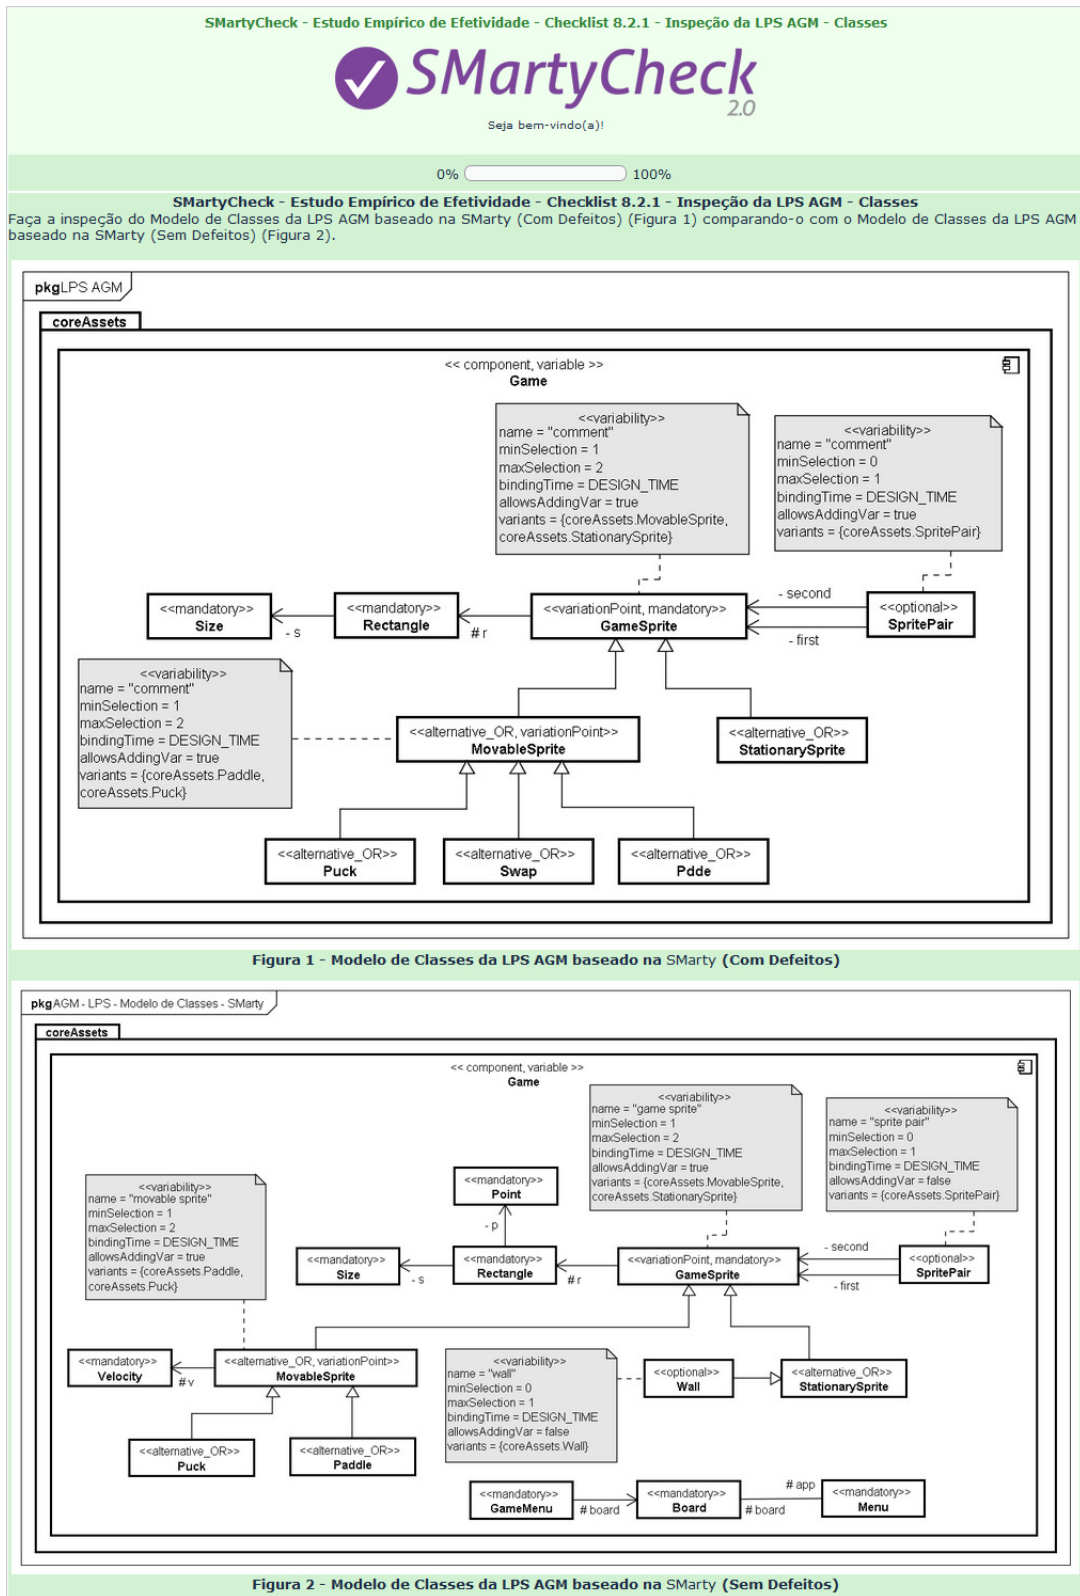 SMartyCheck - Estudo Empírico de Efetividade - Checklist 8.2.1 - Inspeção da LPS AGM - Classes
SMartyCheck
2.0
Seja bem-vindo(a)!
0% 100%
SMartyCheck - Estudo Empírico de Efetividade - Checklist 8.2.1 - Inspeção da LPS AGM - Classes
Faça a inspeção do Modelo de Classes da LPS AGM baseado na SMarty (Com Defeitos) (Figura 1) comparando-o com o Modelo de Classes da LPS AGM
baseado na SMarty (Sem Defeitos) (Figura 2).
pkgLPS AGM
coreAssets
<< component, variable >>
Game
<<variability>>
name = "comment"
minSelection = 1
maxSelection = 2
bindingTime = DESIGN_TIME
allowsAddingVar = true
variants = {coreAssets.MovableSprite,
coreAssets.StationarySprite}
<<variability>>
name = "comment"
minSelection = 0
maxSelection = 1
bindingTime = DESIGN_TIME
allowsAddingVar = true
variants = {coreAssets.SpritePair}
<<mandatory>>
Size
- s
<<mandatory>>
Rectangle
# r
<<variationPoint, mandatory>>
GameSprite
- second
- first
<<optional>>
SpritePair
<<variability>>
name = "comment"
minSelection = 1
maxSelection = 2
bindingTime = DESIGN_TIME
allowsAddingVar = true
variants = {coreAssets.Paddle,
coreAssets.Puck}
<<alternative_OR, variationPoint>>
MovableSprite
<<alternative_OR>>
StationarySprite
<<alternative_OR>>
Puck
<<alternative_OR>>
Swap
<<alternative_OR>>
Pdde
Figura 1 - Modelo de Classes da LPS AGM baseado na SMarty (Com Defeitos)
pkgAGM - LPS - Modelo de Classes - SMarty
coreAssets
<< component, variable >>
Game
<<variability>>
name = "game sprite"
minSelection = 1
maxSelection = 2
bindingTime = DESIGN_TIME
allowsAddingVar = true
variants = {coreAssets.MovableSprite,
coreAssets.StationarySprite}
<<variability>>
name = "sprite pair"
minSelection = 0
maxSelection = 1
bindingTime = DESIGN_TIME
allowsAddingVar = false
variants = {coreAssets.SpritePair}
<<variability>>
name = "movable sprite"
minSelection = 1
maxSelection = 2
bindingTime = DESIGN_TIME
allowsAddingVar = true
variants = {coreAssets.Paddle,
coreAssets.Puck}
<<mandatory>>
Point
- p
<<mandatory>>
Size
- s
<<mandatory>>
Rectangle
# r
<<variationPoint, mandatory>>
GameSprite
- second
- first
<<optional>>
SpritePair
<<mandatory>>
Velocity
# v
<<alternative_OR, variationPoint>>
MovableSprite
<<variability>>
name = "wall"
minSelection = 0
maxSelection = 1
bindingTime = DESIGN_TIME
allowsAddingVar = false
variants = {coreAssets.Wall}
<<optional>>
Wall
<<alternative_OR>>
StationarySprite
<<alternative_OR>>
Puck
<<alternative_OR>>
Paddle
<<mandatory>>
GameMenu
# board
<<mandatory>>
Board
# app
# board
<<mandatory>>
Menu
Figura 2 - Modelo de Classes da LPS AGM baseado na SMarty (Sem Defeitos)